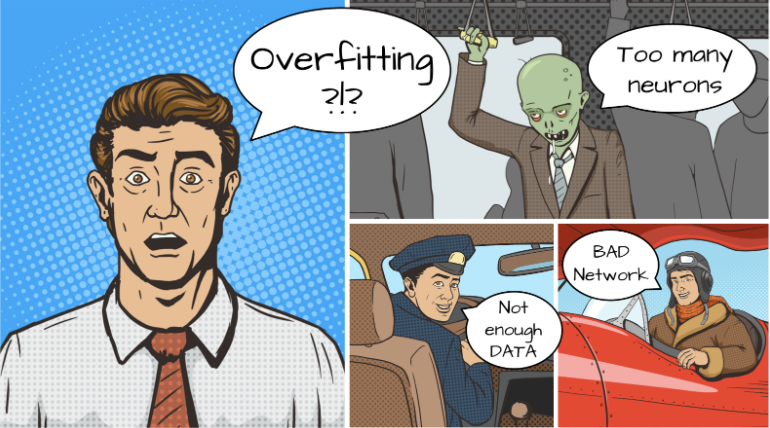 Overfitting
?!?
Too many
neurons
Not
enough
DATA
BAD
Network